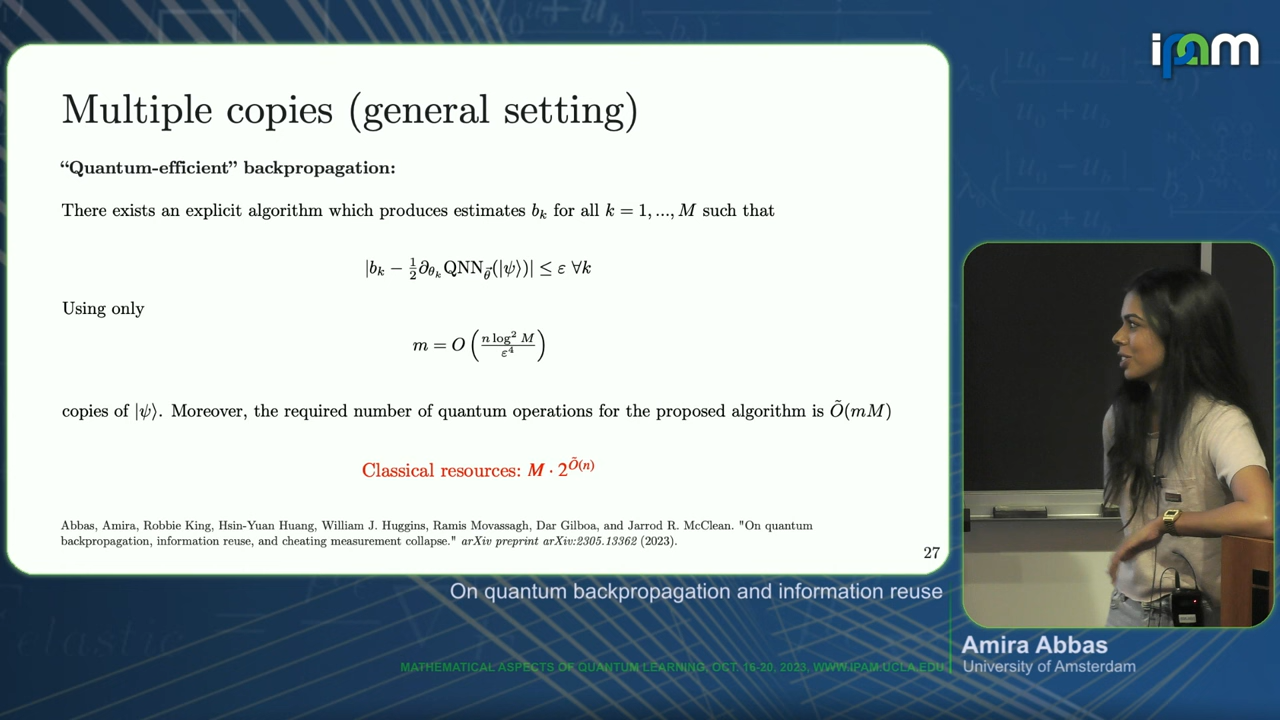 ipam
Multiple copies (general setting)
“Quantum-efficient” backpropagation:
There exists an explicit algorithm which produces estimates bₖ for all k = 1, ..., M such that
|bₖ − ½∂_{θₖ}QNN_{θ⃗}(|ψ⟩)| ≤ ε ∀k
Using only
m = O(n log² M / ε⁴)
copies of |ψ⟩. Moreover, the required number of quantum operations for the proposed algorithm is Õ(mM)
Classical resources: M · 2^{Õ(n)}
Abbas, Amira, Robbie King, Hsin-Yuan Huang, William J. Huggins, Ramis Movassagh, Dar Gilboa, and Jarrod R. McClean. "On quantum
backpropagation, information reuse, and cheating measurement collapse." arXiv preprint arXiv:2305.13362 (2023).
27
On quantum backpropagation and information reuse
Amira Abbas
University of Amsterdam
MATHEMATICAL ASPECTS OF QUANTUM LEARNING, OCT. 16-20, 2023, WWW.IPAM.UCLA.EDU
elastic